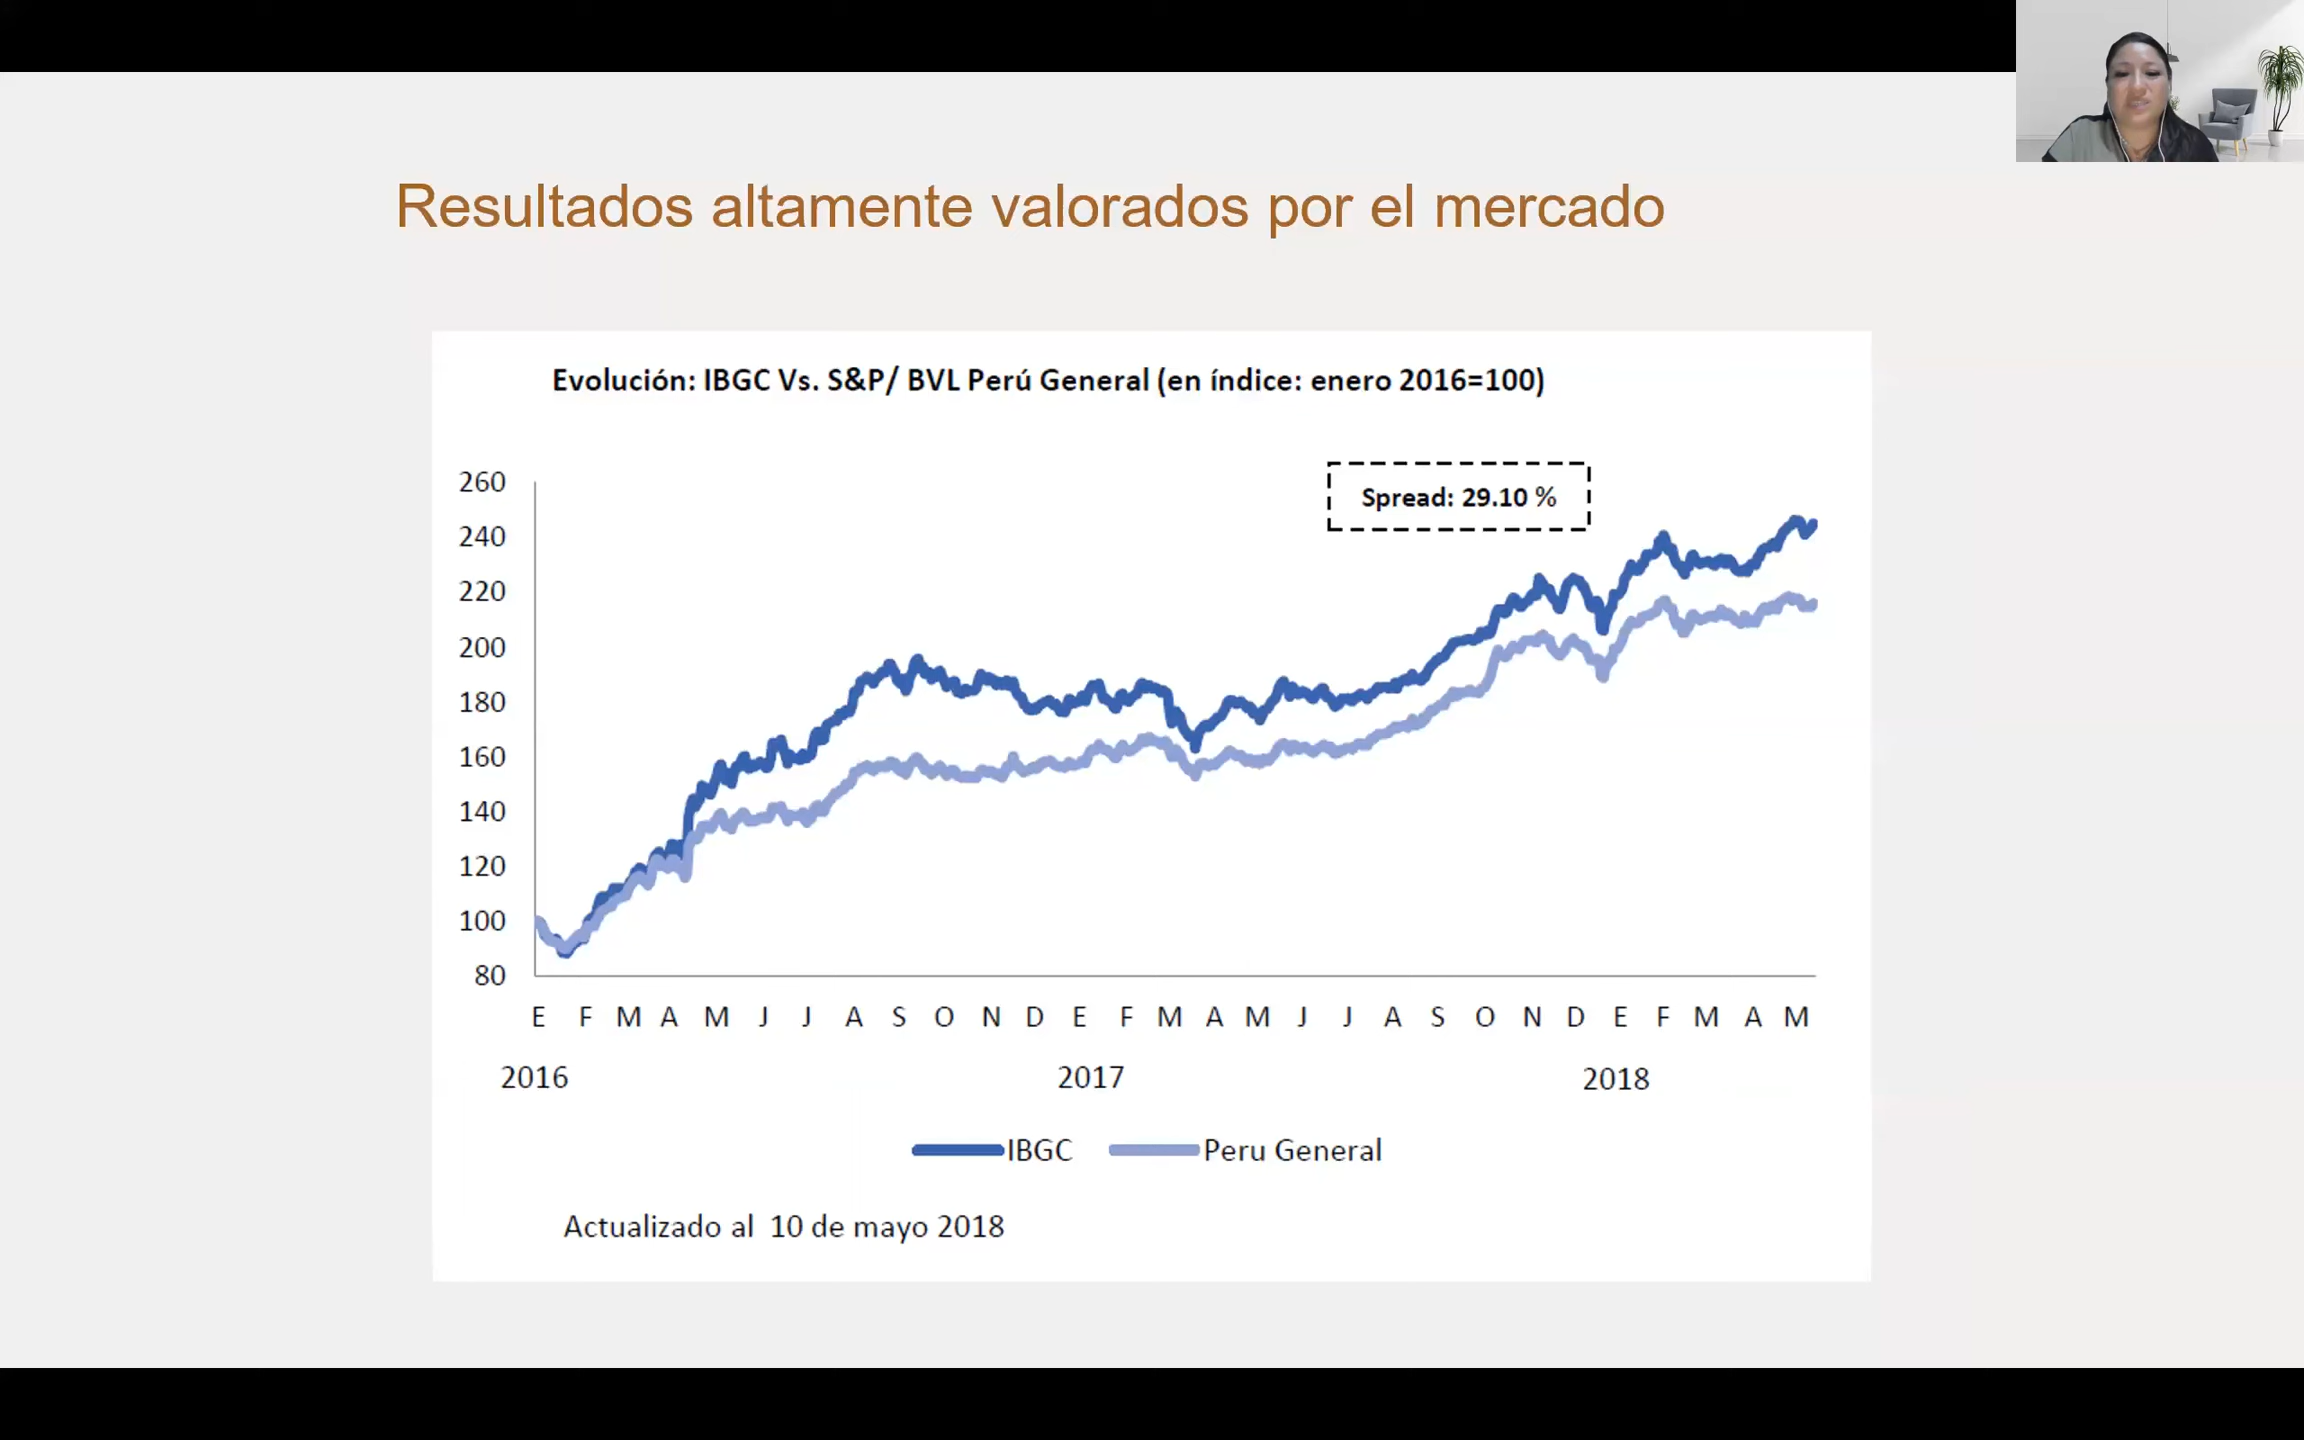 Resultados altamente valorados por el mercado
Evolución: IBGC Vs. S&P/ BVL Perú General (en índice: enero 2016=100)
Spread: 29.10 %
260
240
220
200
180
160
140
120
100
80
E F M A M J J A S O N D E F M A M J J A S O N D E F M A M
2016 2017 2018
IBGC Peru General
Actualizado al 10 de mayo 2018